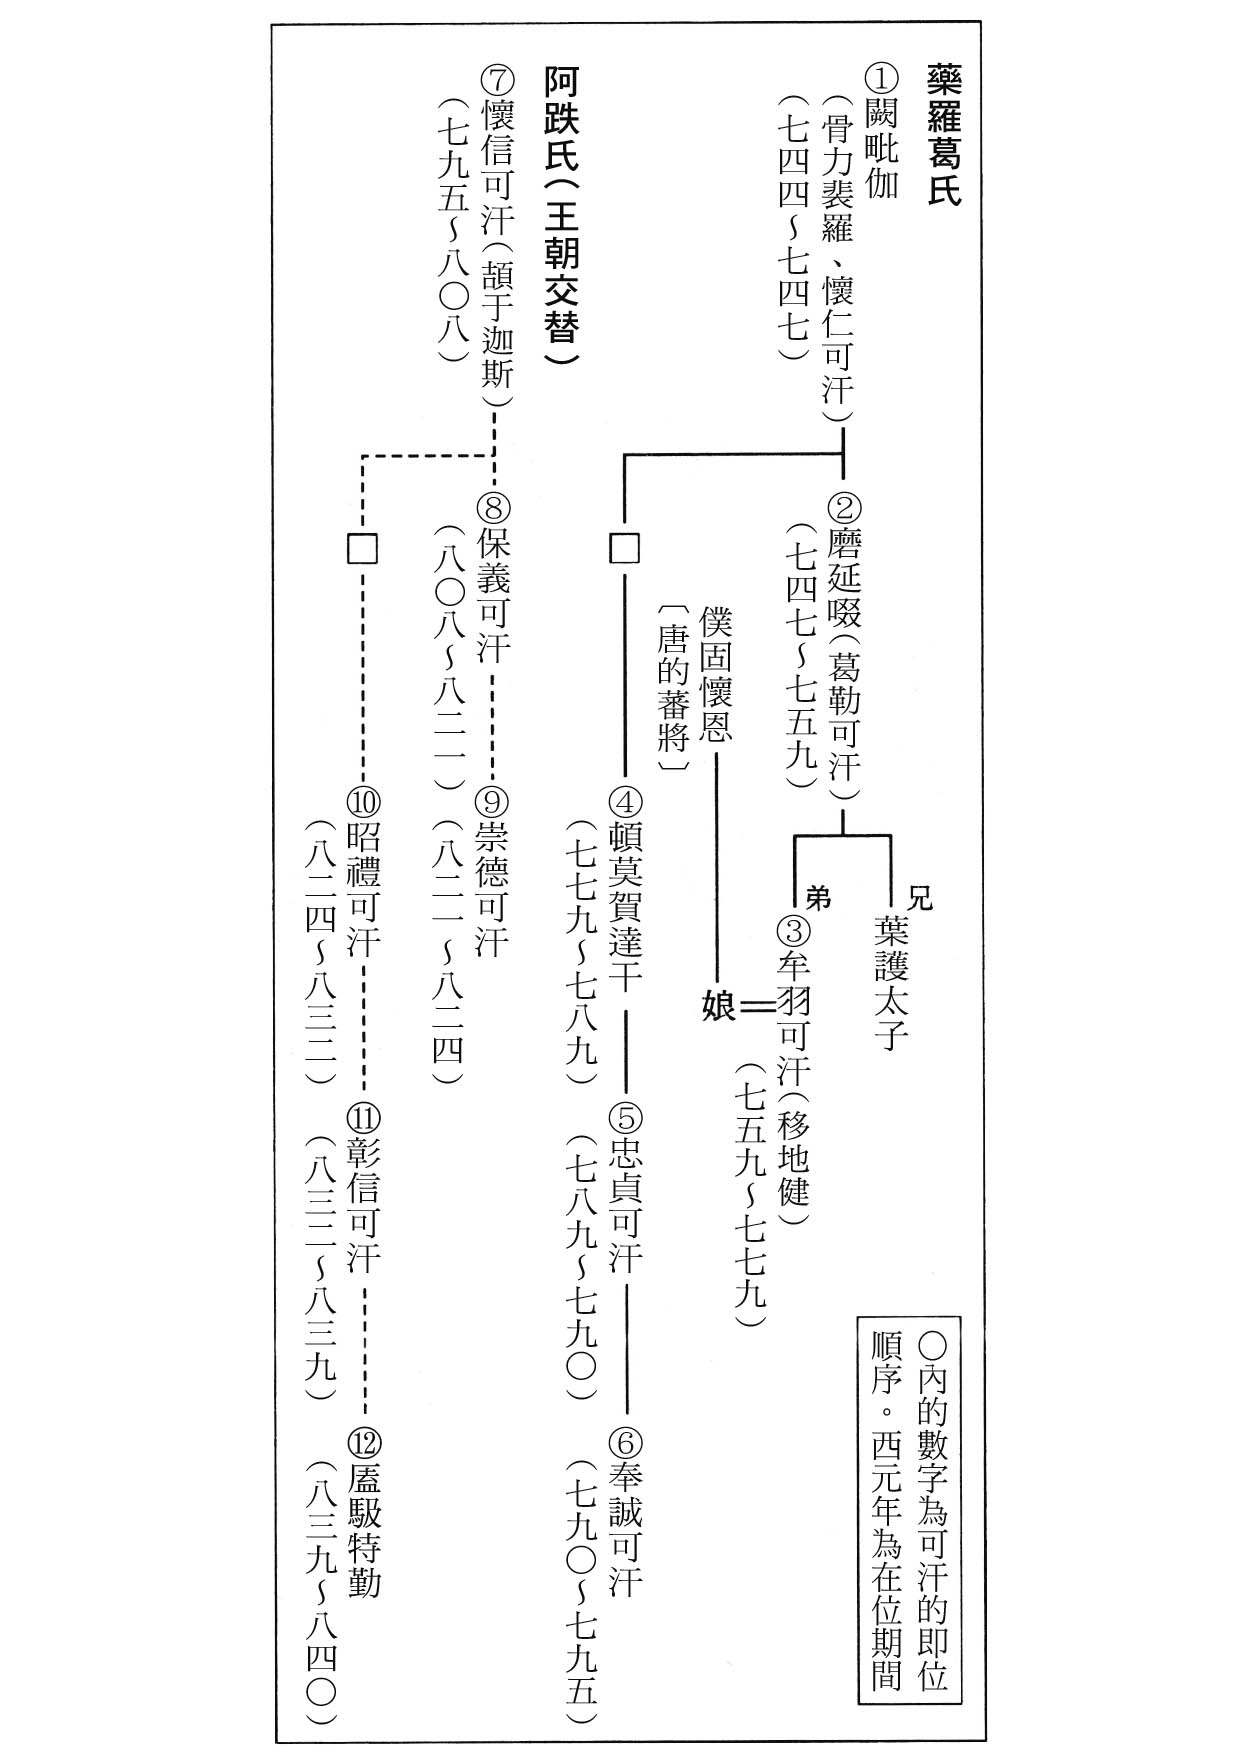 藥羅葛氏
①闕毗伽
（骨力裴羅、懷仁可汗）
（七四四～七四七）
②磨延啜（葛勒可汗）
（七四七～七五九）
兄
葉護太子
弟
③牟羽可汗（移地健）
（七五九～七七九）
僕固懷恩
〔唐的蕃將〕
娘
④頓莫賀達干
（七七九～七八九）
⑤忠貞可汗
（七八九～七九〇）
⑥奉誠可汗
（七九〇～七九五）
阿跌氏（王朝交替）
⑦懷信可汗（頡于迦斯）
（七九五～八〇八）
⑧保義可汗
（八〇八～八二一）
⑨崇德可汗
（八二一～八二四）
⑩昭禮可汗
（八二四～八三二）
⑪彰信可汗
（八三二～八三九）
⑫㕎馺特勤
（八三九～八四〇）
〇內的數字為可汗的即位
順序。西元年為在位期間